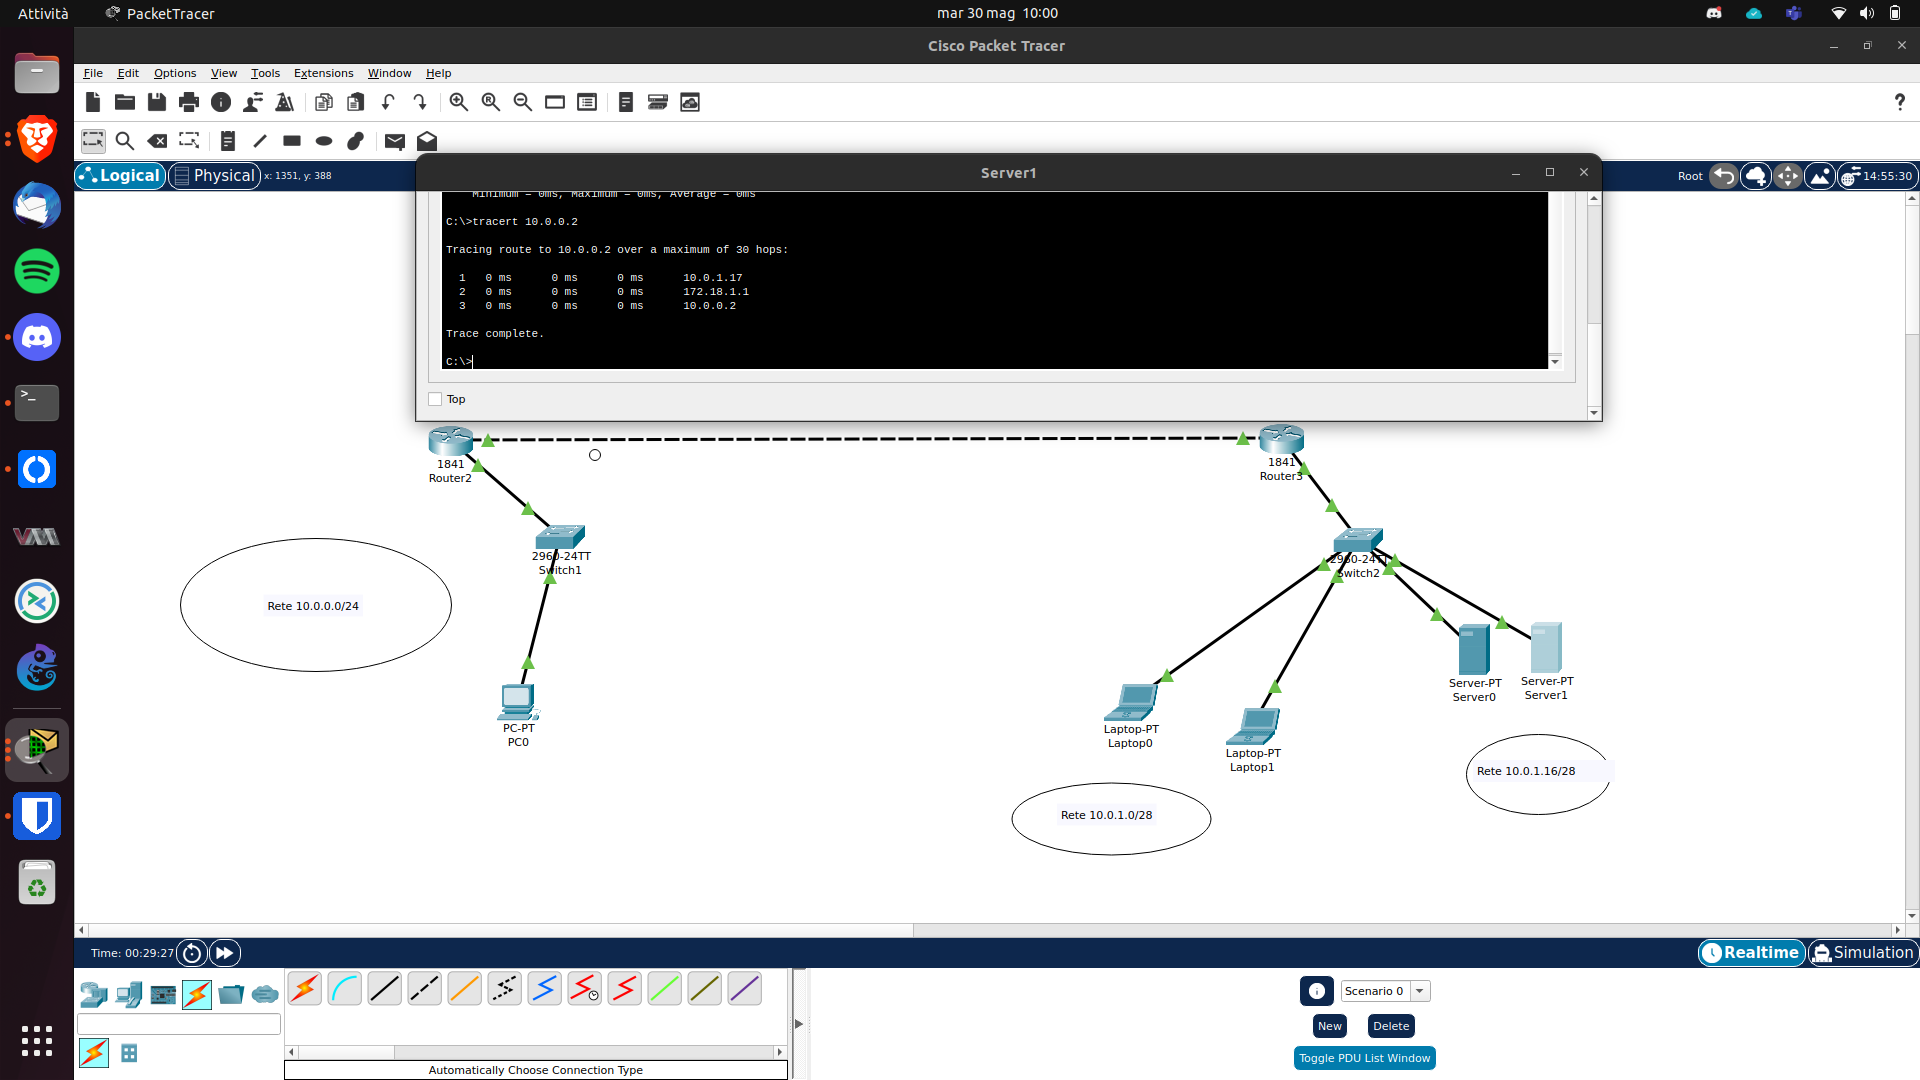 Attività
PacketTracer
mar 30 mag 10:00
Cisco Packet Tracer
File Edit Options View Tools Extensions Window Help
?
Logical
Physical
x: 1351, y: 388
Root
14:55:30
Server1
Minimum = 0ms, Maximum = 0ms, Average = 0ms
C:\>tracert 10.0.0.2
Tracing route to 10.0.0.2 over a maximum of 30 hops:
1 0 ms 0 ms 0 ms 10.0.1.17
2 0 ms 0 ms 0 ms 172.18.1.1
3 0 ms 0 ms 0 ms 10.0.0.2
Trace complete.
C:\>
Top
1841
Router2
1841
Router3
2960-24TT
Switch1
2960-24TT
Switch2
Rete 10.0.0.0/24
PC-PT
PC0
Laptop-PT
Laptop0
Laptop-PT
Laptop1
Server-PT
Server0
Server-PT
Server1
Rete 10.0.1.16/28
Rete 10.0.1.0/28
Time: 00:29:27
Realtime
Simulation
Scenario 0
New
Delete
Toggle PDU List Window
Automatically Choose Connection Type